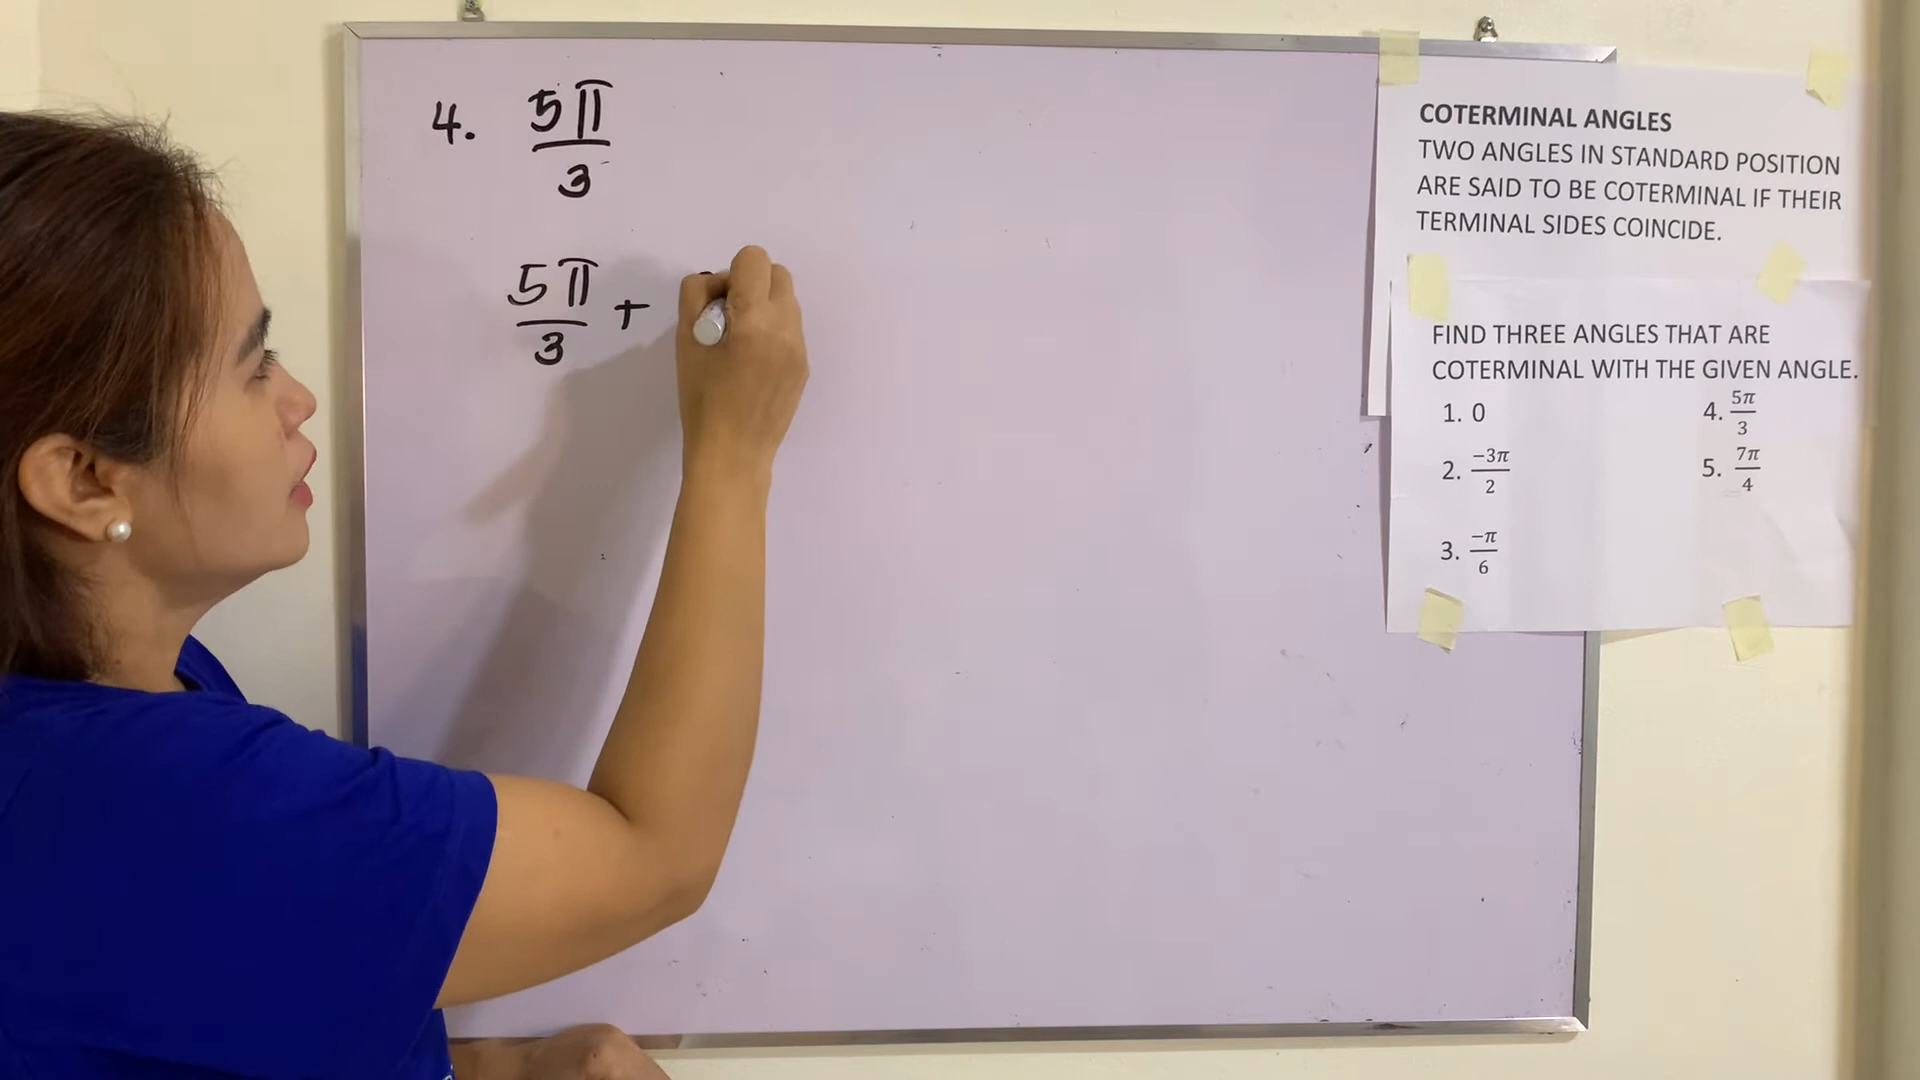 4. 5π/3
5π/3 +
COTERMINAL ANGLES
TWO ANGLES IN STANDARD POSITION
ARE SAID TO BE COTERMINAL IF THEIR
TERMINAL SIDES COINCIDE.
FIND THREE ANGLES THAT ARE
COTERMINAL WITH THE GIVEN ANGLE.
1. 0
2. −3π/2
3. −π/6
4. 5π/3
5. 7π/4